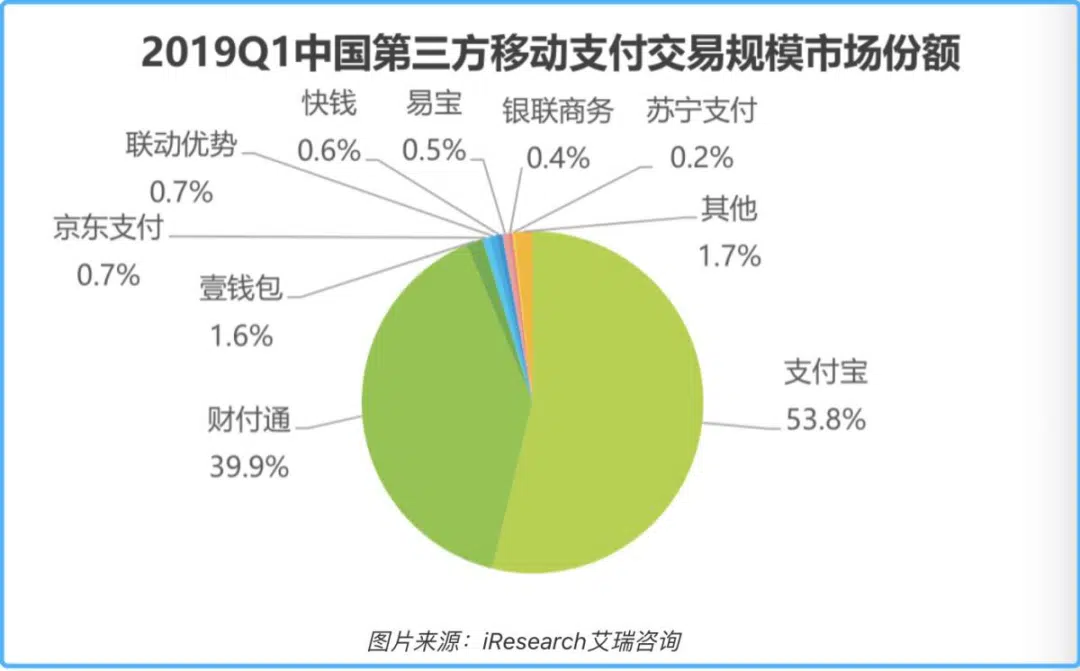 2019Q1中国第三方移动支付交易规模市场份额
快钱
0.6%
易宝
0.5%
银联商务
0.4%
苏宁支付
0.2%
联动优势
0.7%
其他
1.7%
京东支付
0.7%
壹钱包
1.6%
支付宝
53.8%
财付通
39.9%
图片来源：iResearch艾瑞咨询